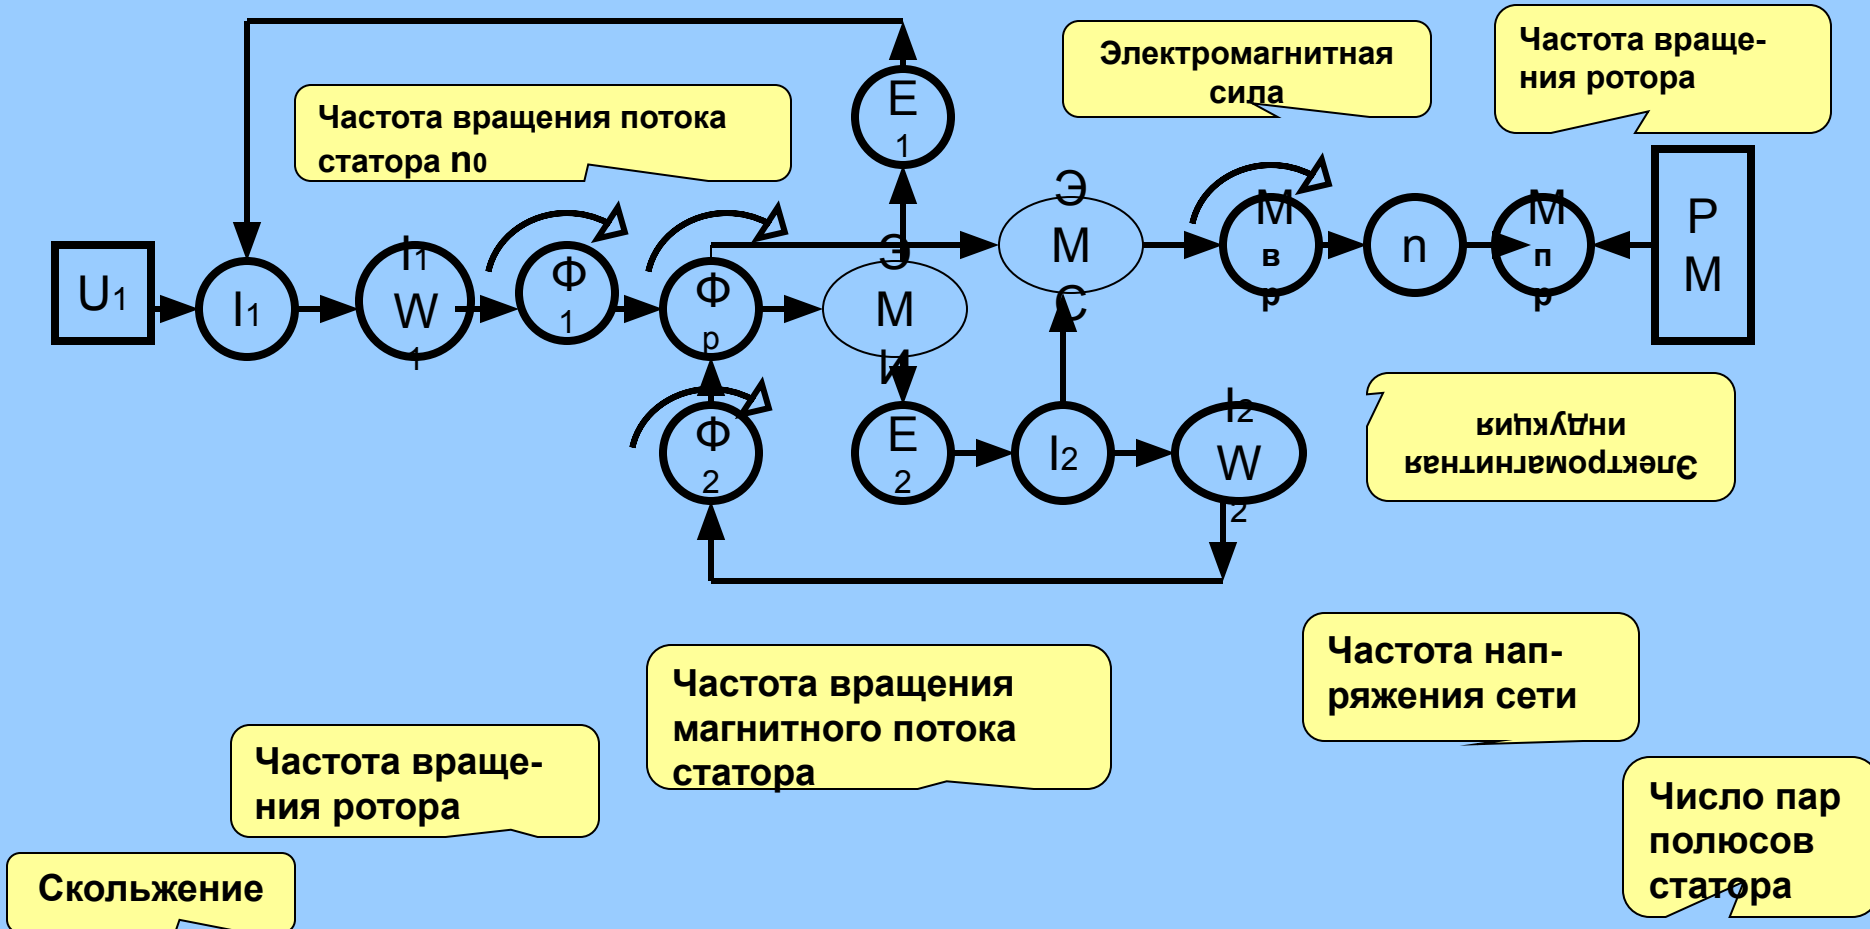 Электромагнитная
сила
Частота враще-
ния ротора
Частота вращения потока
статора n0
E
1
U1
I1
I1
W
1
Ф
1
Ф
р
Э
М
И
Э
М
С
М
в
р
n
М
п
р
Р
М
Ф
2
E
2
I2
I2
W
2
Электромагнитная
индукция
Частота нап-
ряжения сети
Частота вращения
магнитного потока
статора
Частота враще-
ния ротора
Число пар
полюсов
статора
Скольжение